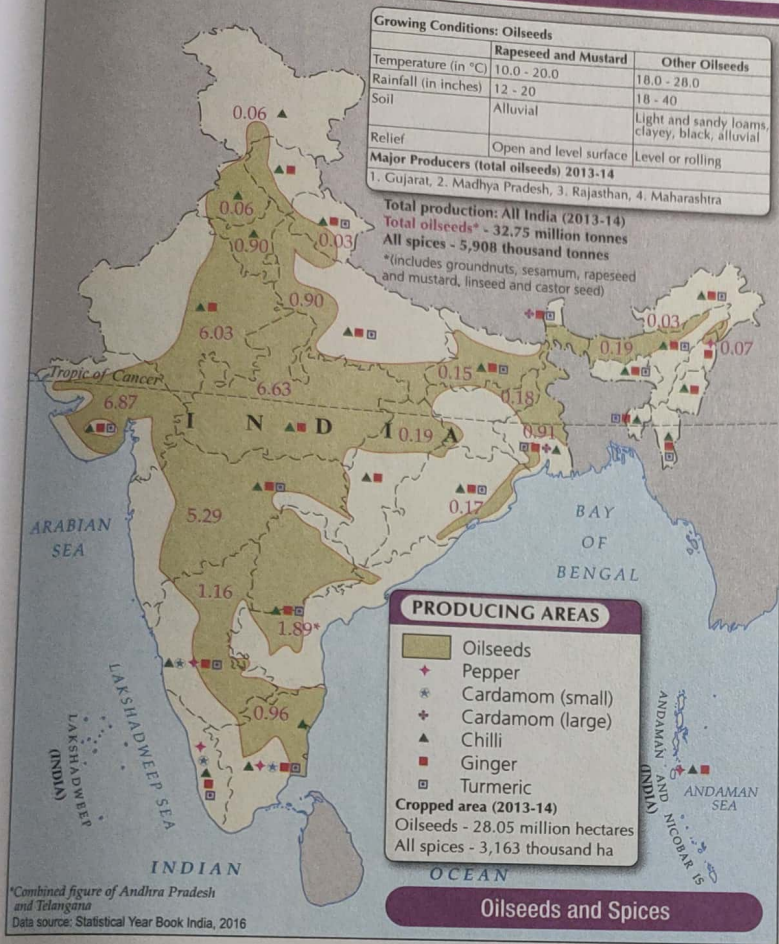 Growing Conditions: Oilseeds
Rapeseed and Mustard Other Oilseeds
Temperature (in °C) 10.0 - 20.0 18.0 - 28.0
Rainfall (in inches) 12 - 20 18 - 40
Soil Alluvial Light and sandy loams,
clayey, black, alluvial
Relief Open and level surface Level or rolling
Major Producers (total oilseeds) 2013-14
1. Gujarat, 2. Madhya Pradesh, 3. Rajasthan, 4. Maharashtra
Total production: All India (2013-14)
Total oilseeds* - 32.75 million tonnes
All spices - 5,908 thousand tonnes
*(includes groundnuts, sesamum, rapeseed
and mustard, linseed and castor seed)
0.06
0.06
0.90
0.03
0.90
6.03
0.03
0.19
0.07
Tropic of Cancer
0.15
6.63
0.18
6.87
I N D I A
0.19
0.91
0.17
5.29
ARABIAN
SEA
BAY
OF
BENGAL
1.16
1.89*
0.96
PRODUCING AREAS
Oilseeds
Pepper
Cardamom (small)
Cardamom (large)
Chilli
Ginger
Turmeric
Cropped area (2013-14)
Oilseeds - 28.05 million hectares
All spices - 3,163 thousand ha
LAKSHADWEEP SEA
LAKSHADWEEP
(INDIA)
ANDAMAN AND NICOBAR IS
(INDIA)
ANDAMAN
SEA
INDIAN
OCEAN
*Combined figure of Andhra Pradesh
and Telangana
Data source: Statistical Year Book India, 2016
Oilseeds and Spices